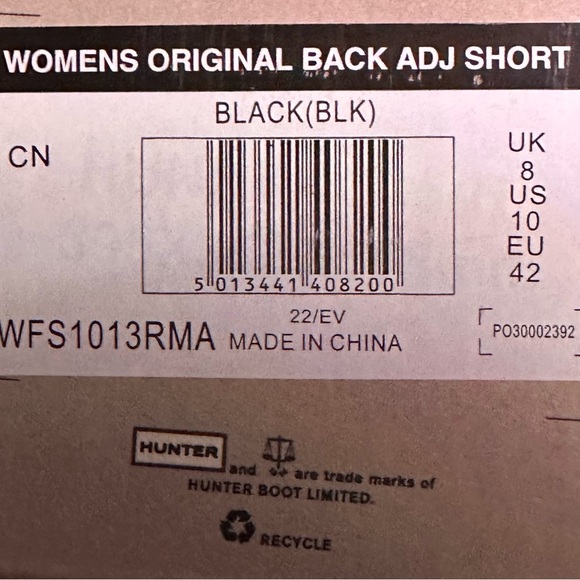 WOMENS ORIGINAL BACK ADJ SHORT
BLACK(BLK)
CN
UK
8
US
10
EU
42
5 013441 408200
22/EV
WFS1013RMA MADE IN CHINA
PO30002392
HUNTER and are trade marks of
HUNTER BOOT LIMITED.
RECYCLE